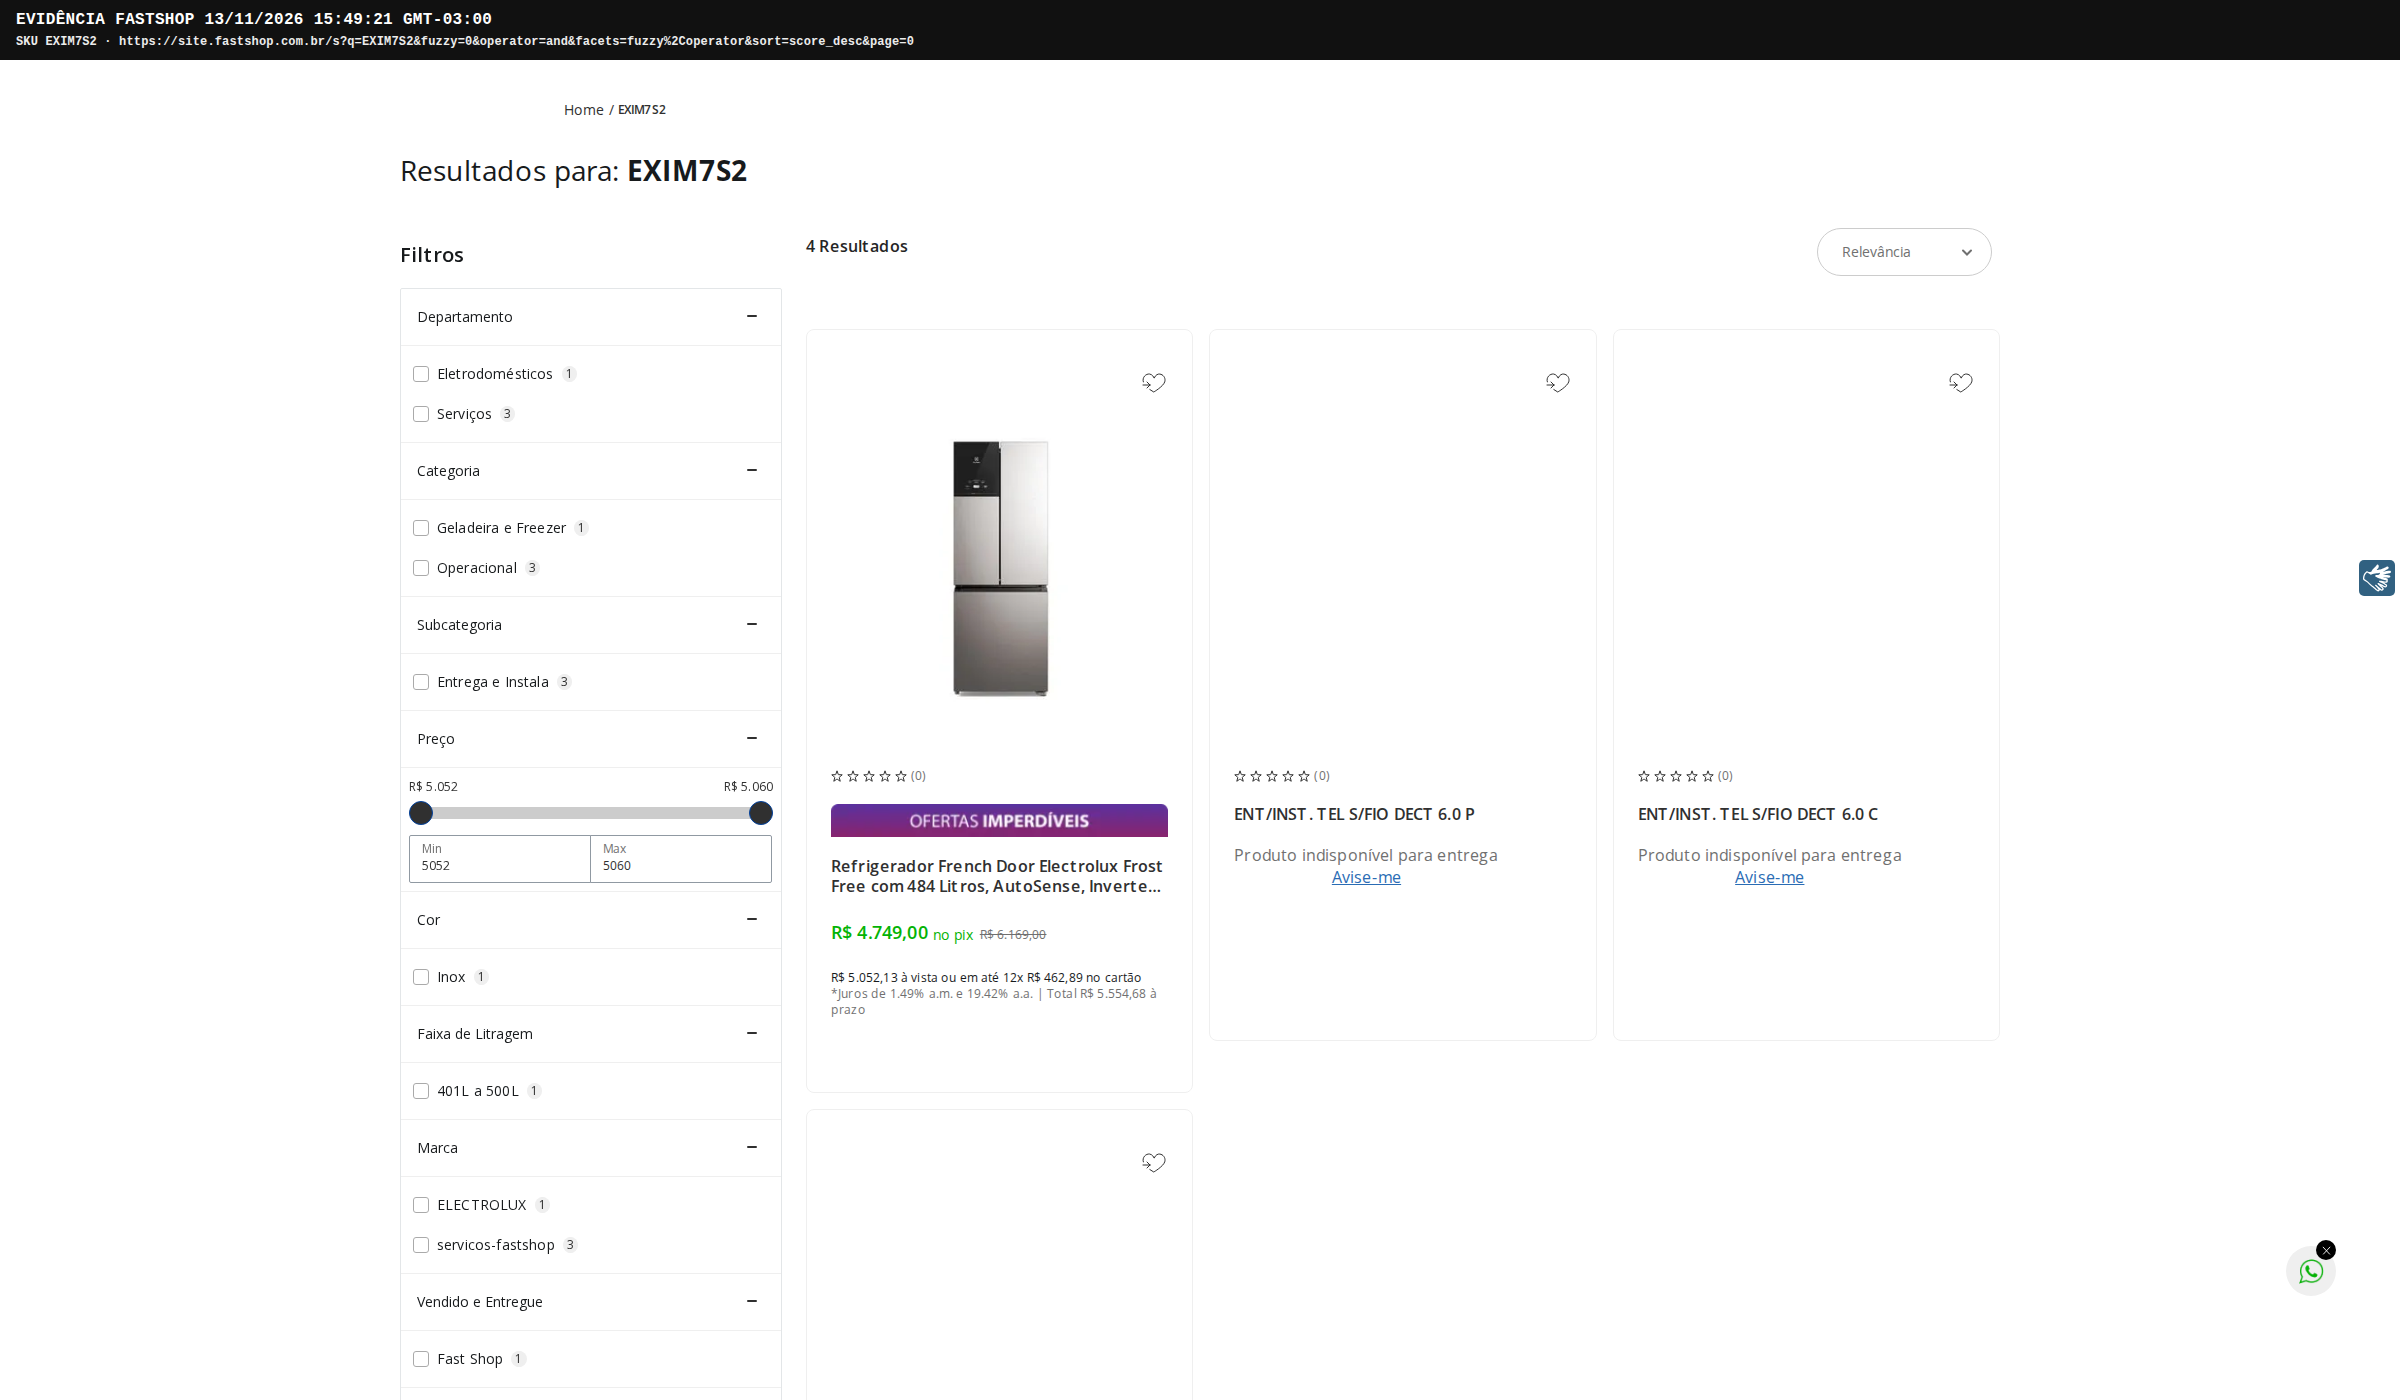 EVIDÊNCIA FASTSHOP 13/11/2026 15:49:21 GMT-03:00
SKU EXIM7S2 · https://site.fastshop.com.br/s?q=EXIM7S2&fuzzy=0&operator=and&facets=fuzzy%2Coperator&sort=score_desc&page=0
Home / EXIM7S2
Resultados para: EXIM7S2
Filtros
4 Resultados
Relevância
Departamento
Eletrodomésticos 1
Serviços 3
Categoria
Geladeira e Freezer 1
Operacional 3
Subcategoria
Entrega e Instala 3
Preço
R$ 5.052 R$ 5.060
Min
5052
Max
5060
Cor
Inox 1
Faixa de Litragem
401L a 500L 1
Marca
ELECTROLUX 1
servicos-fastshop 3
Vendido e Entregue
Fast Shop 1
(0)
OFERTAS IMPERDÍVEIS
Refrigerador French Door Electrolux Frost
Free com 484 Litros, AutoSense, Inverte...
R$ 4.749,00 no pix R$ 6.169,00
R$ 5.052,13 à vista ou em até 12x R$ 462,89 no cartão
*Juros de 1.49% a.m. e 19.42% a.a. | Total R$ 5.554,68 à
prazo
(0)
ENT/INST. TEL S/FIO DECT 6.0 P
Produto indisponível para entrega
Avise-me
(0)
ENT/INST. TEL S/FIO DECT 6.0 C
Produto indisponível para entrega
Avise-me